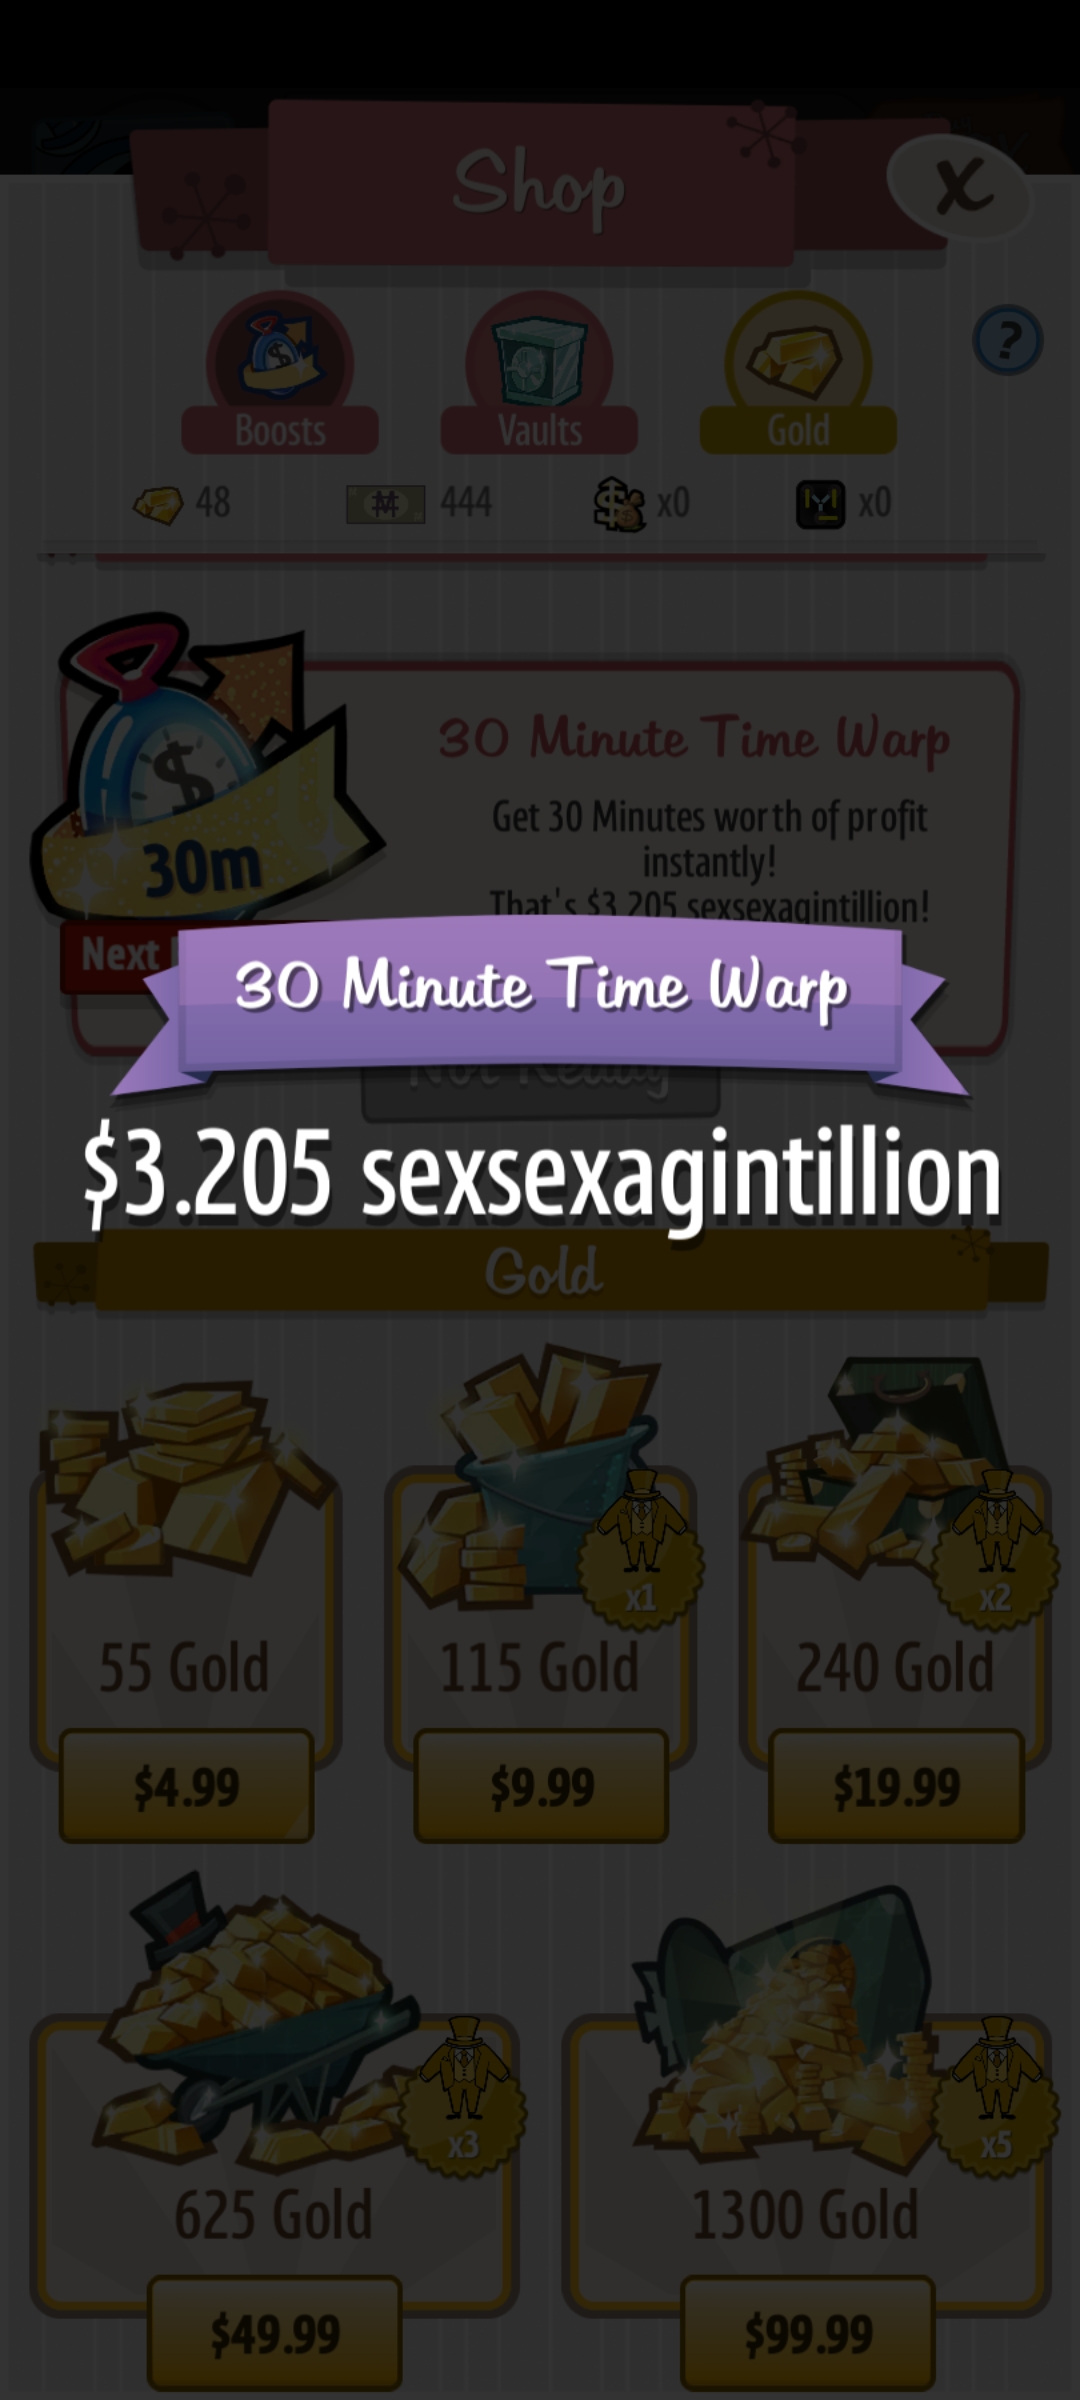 Shop
X
?
Boosts Vaults Gold
48 444 x0 x0
30 Minute Time Warp
Get 30 Minutes worth of profit
instantly!
That's $3.205 sexsexagintillion!
30m
Next
30 Minute Time Warp
Not Ready
$3.205 sexsexagintillion
Gold
x1 x2
55 Gold 115 Gold 240 Gold
$4.99 $9.99 $19.99
x3 x5
625 Gold 1300 Gold
$49.99 $99.99